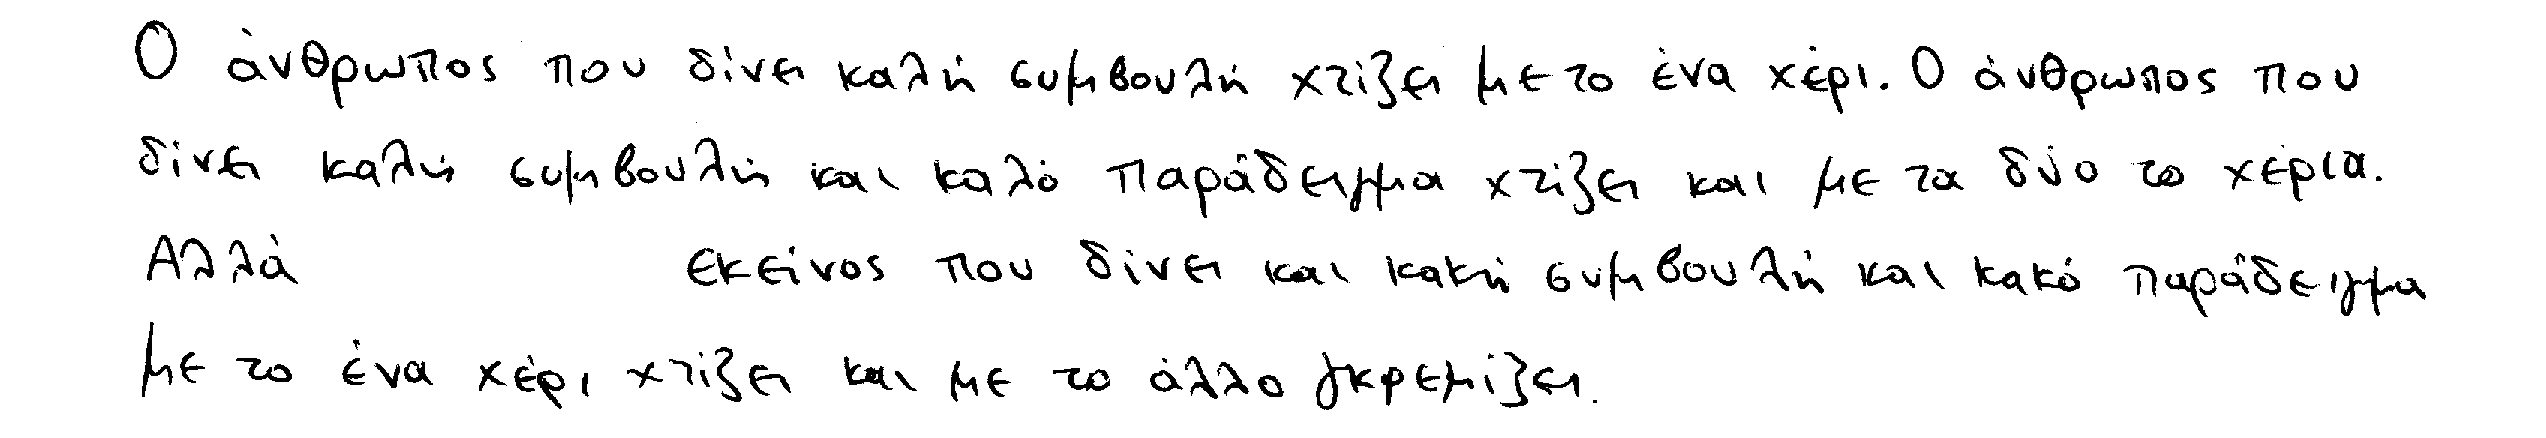 Ο άνθρωπος που δίνει καλή συμβουλή χτίζει με το ένα χέρι. Ο άνθρωπος που
δίνει καλή συμβουλή και καλό παράδειγμα χτίζει και με τα δύο το χέρια.
Αλλά εκείνος που δίνει και κακή συμβουλή και κακό παράδειγμα
με το ένα χέρι χτίζει και με το άλλο γκρεμίζει.